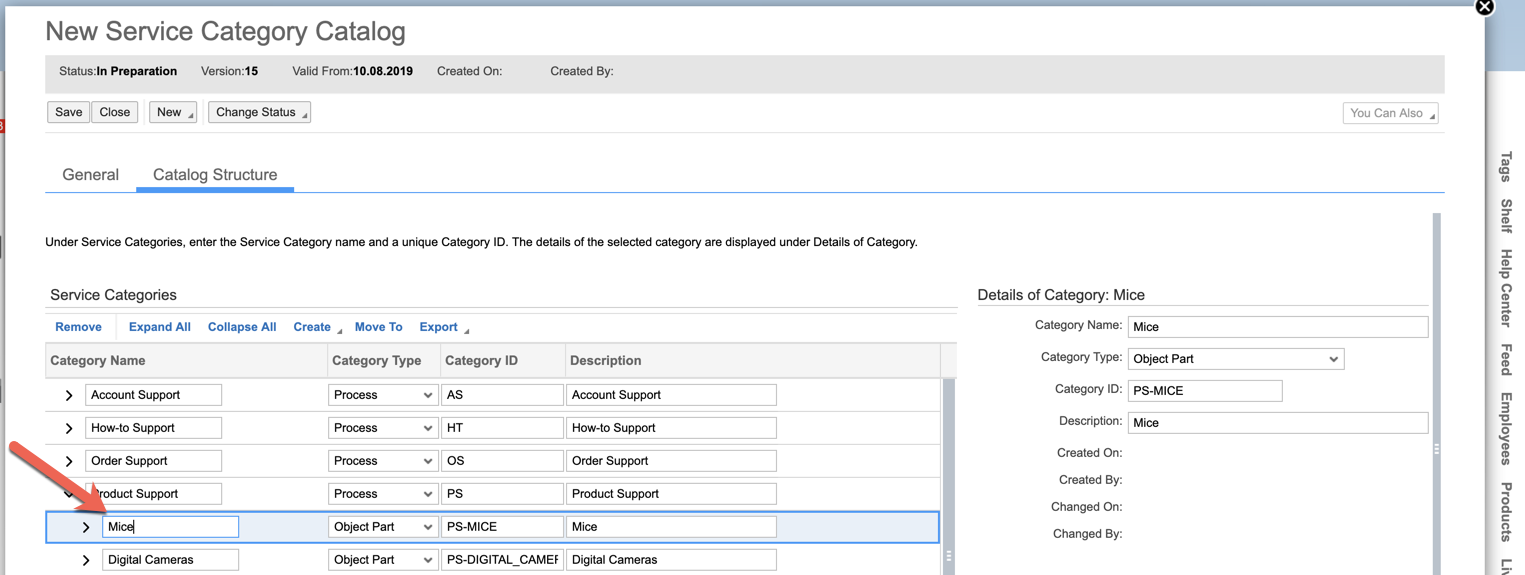 New Service Category Catalog
Status:In Preparation Version:15 Valid From:10.08.2019 Created On: Created By:
Save Close New Change Status You Can Also
General Catalog Structure
Under Service Categories, enter the Service Category name and a unique Category ID. The details of the selected category are displayed under Details of Category.
Service Categories
Remove Expand All Collapse All Create Move To Export
Category Name Category Type Category ID Description
Account Support Process AS Account Support
How-to Support Process HT How-to Support
Order Support Process OS Order Support
Product Support Process PS Product Support
Mice Object Part PS-MICE Mice
Digital Cameras Object Part PS-DIGITAL_CAMER Digital Cameras
Details of Category: Mice
Category Name: Mice
Category Type: Object Part
Category ID: PS-MICE
Description: Mice
Created On:
Created By:
Changed On:
Changed By:
Tags
Shelf
Help Center
Feed
Employees
Products